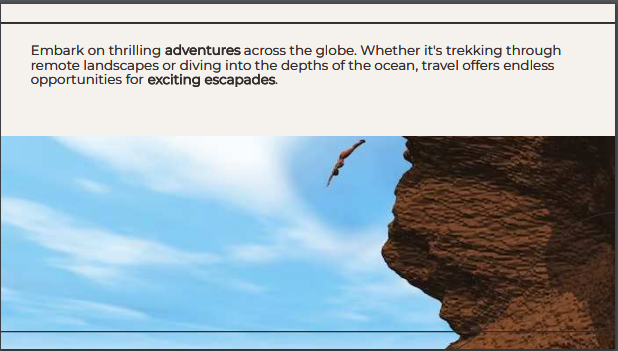 Embark on thrilling adventures across the globe. Whether it's trekking through
remote landscapes or diving into the depths of the ocean, travel offers endless
opportunities for exciting escapades.